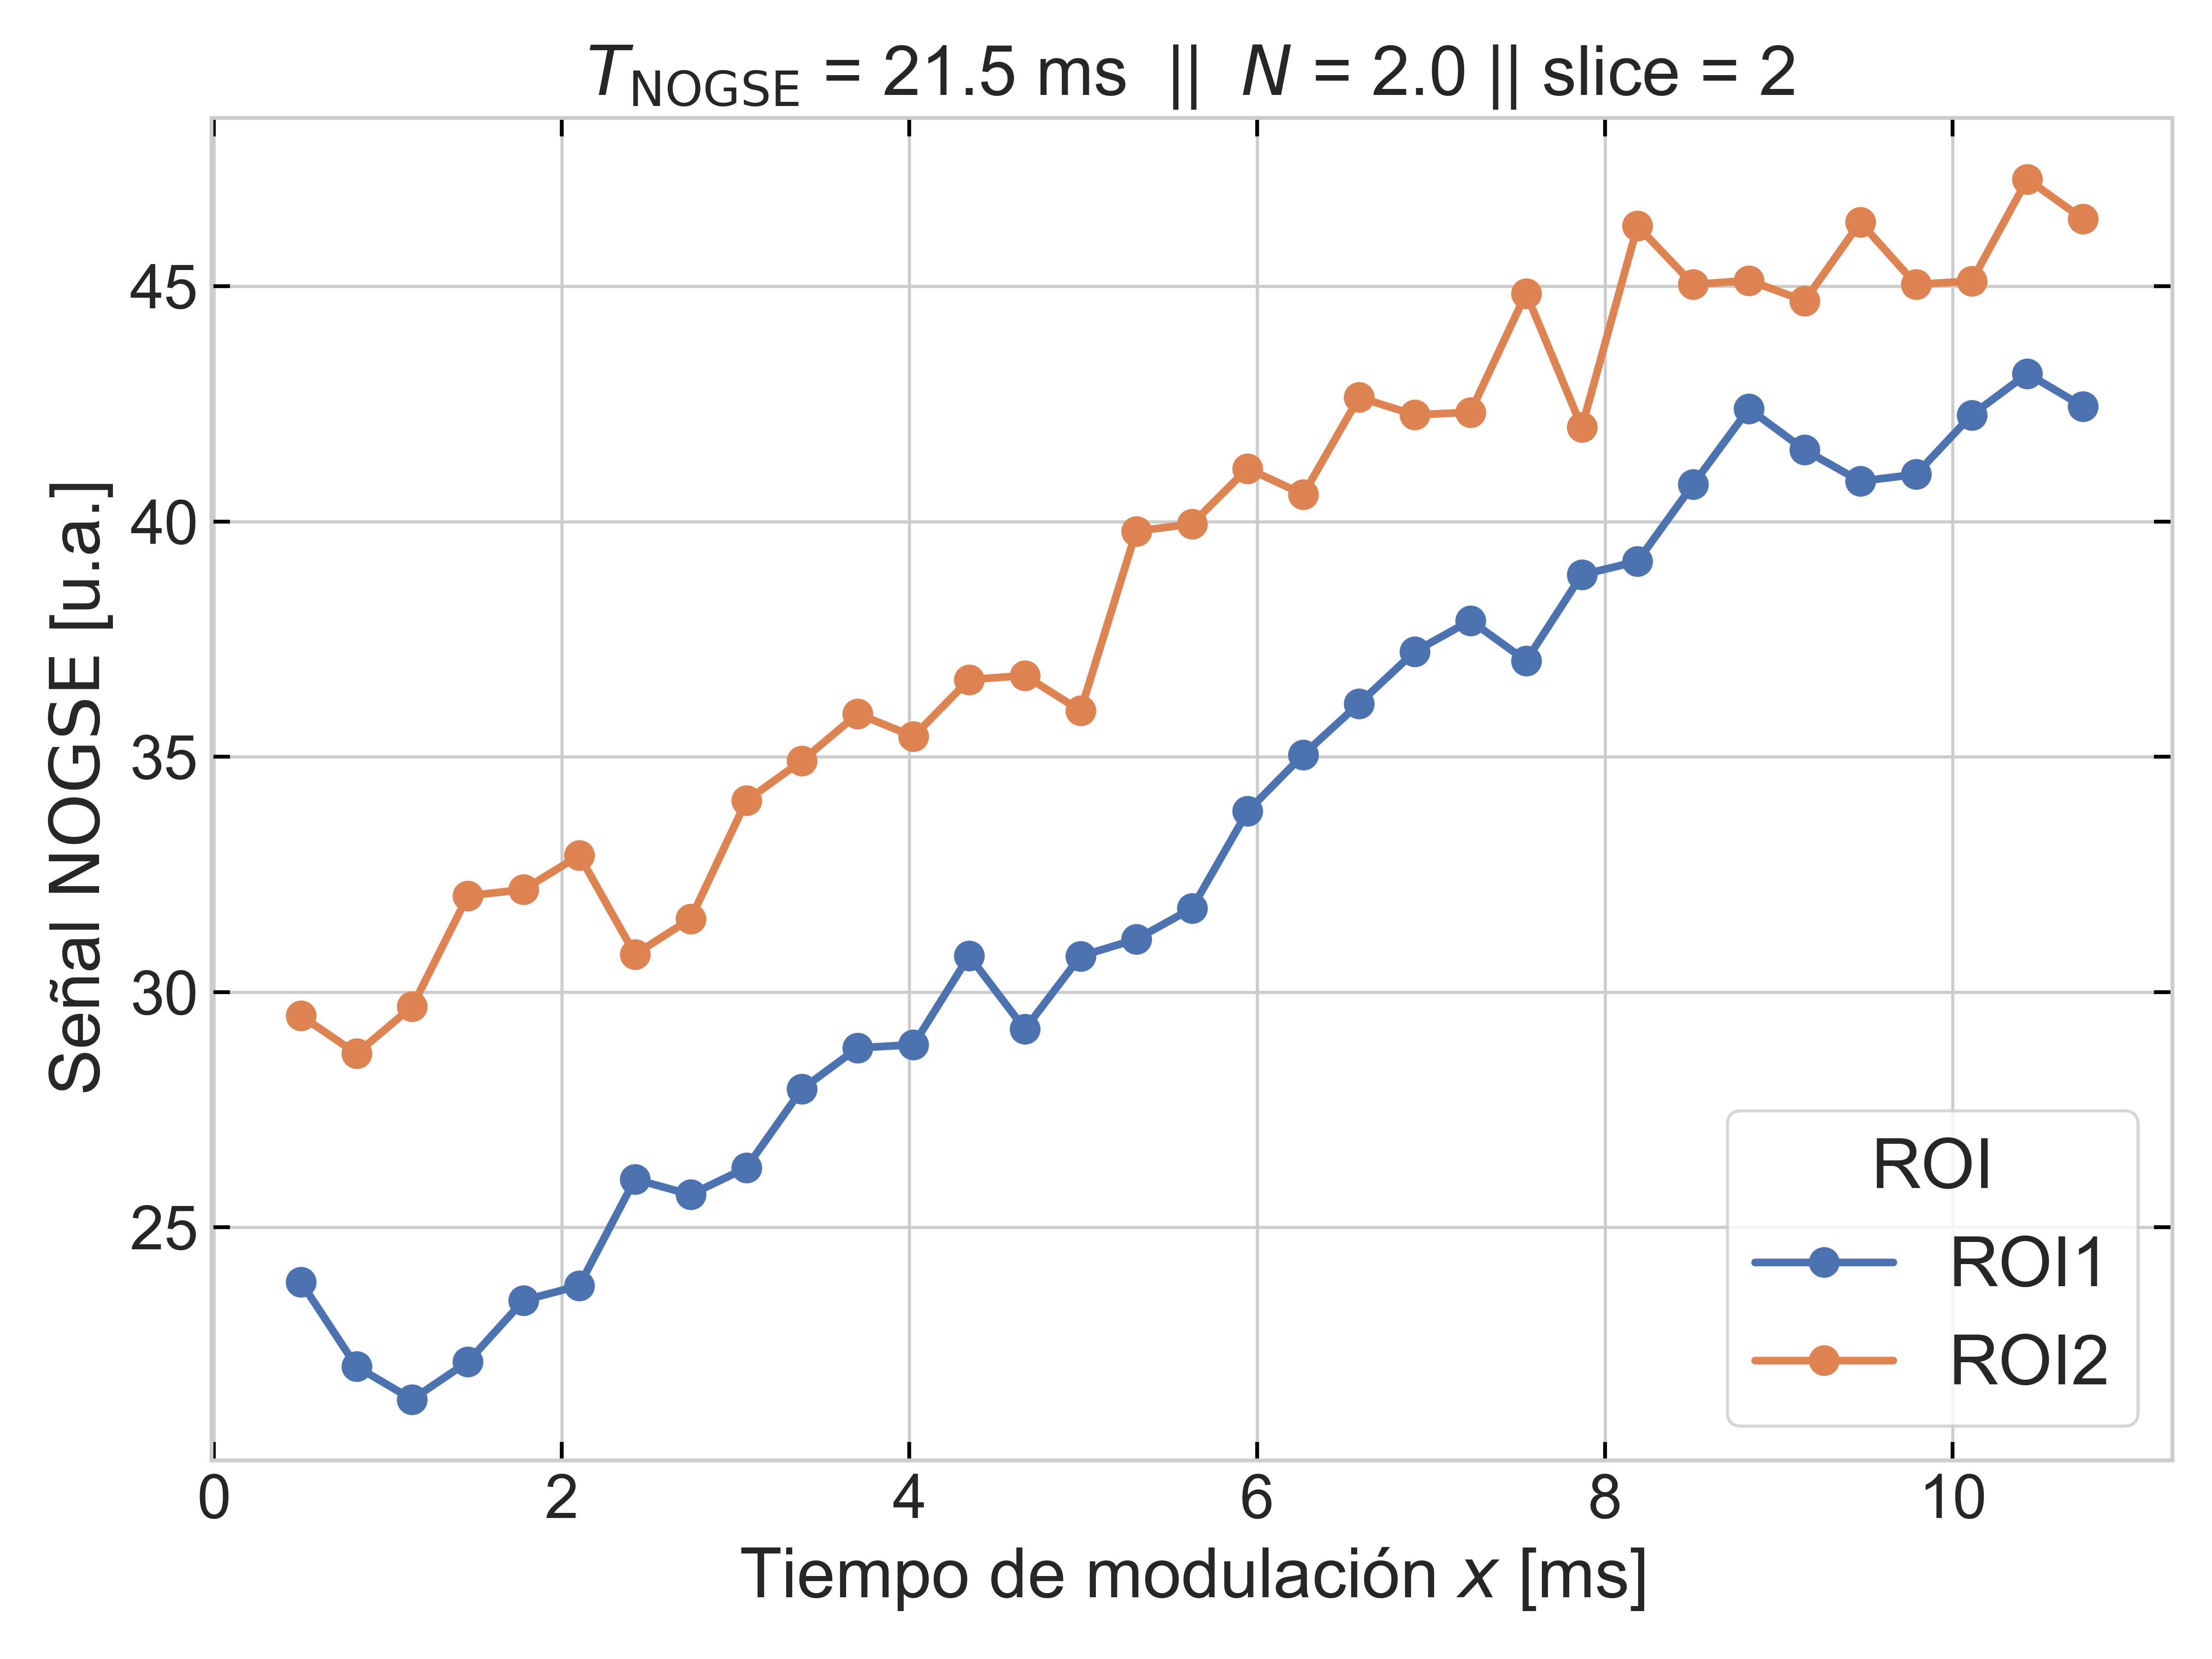 T_NOGSE = 21.5 ms || N = 2.0 || slice = 2
Señal NOGSE [u.a.]
45
40
35
30
25
0 2 4 6 8 10
Tiempo de modulación x [ms]
ROI
ROI1
ROI2